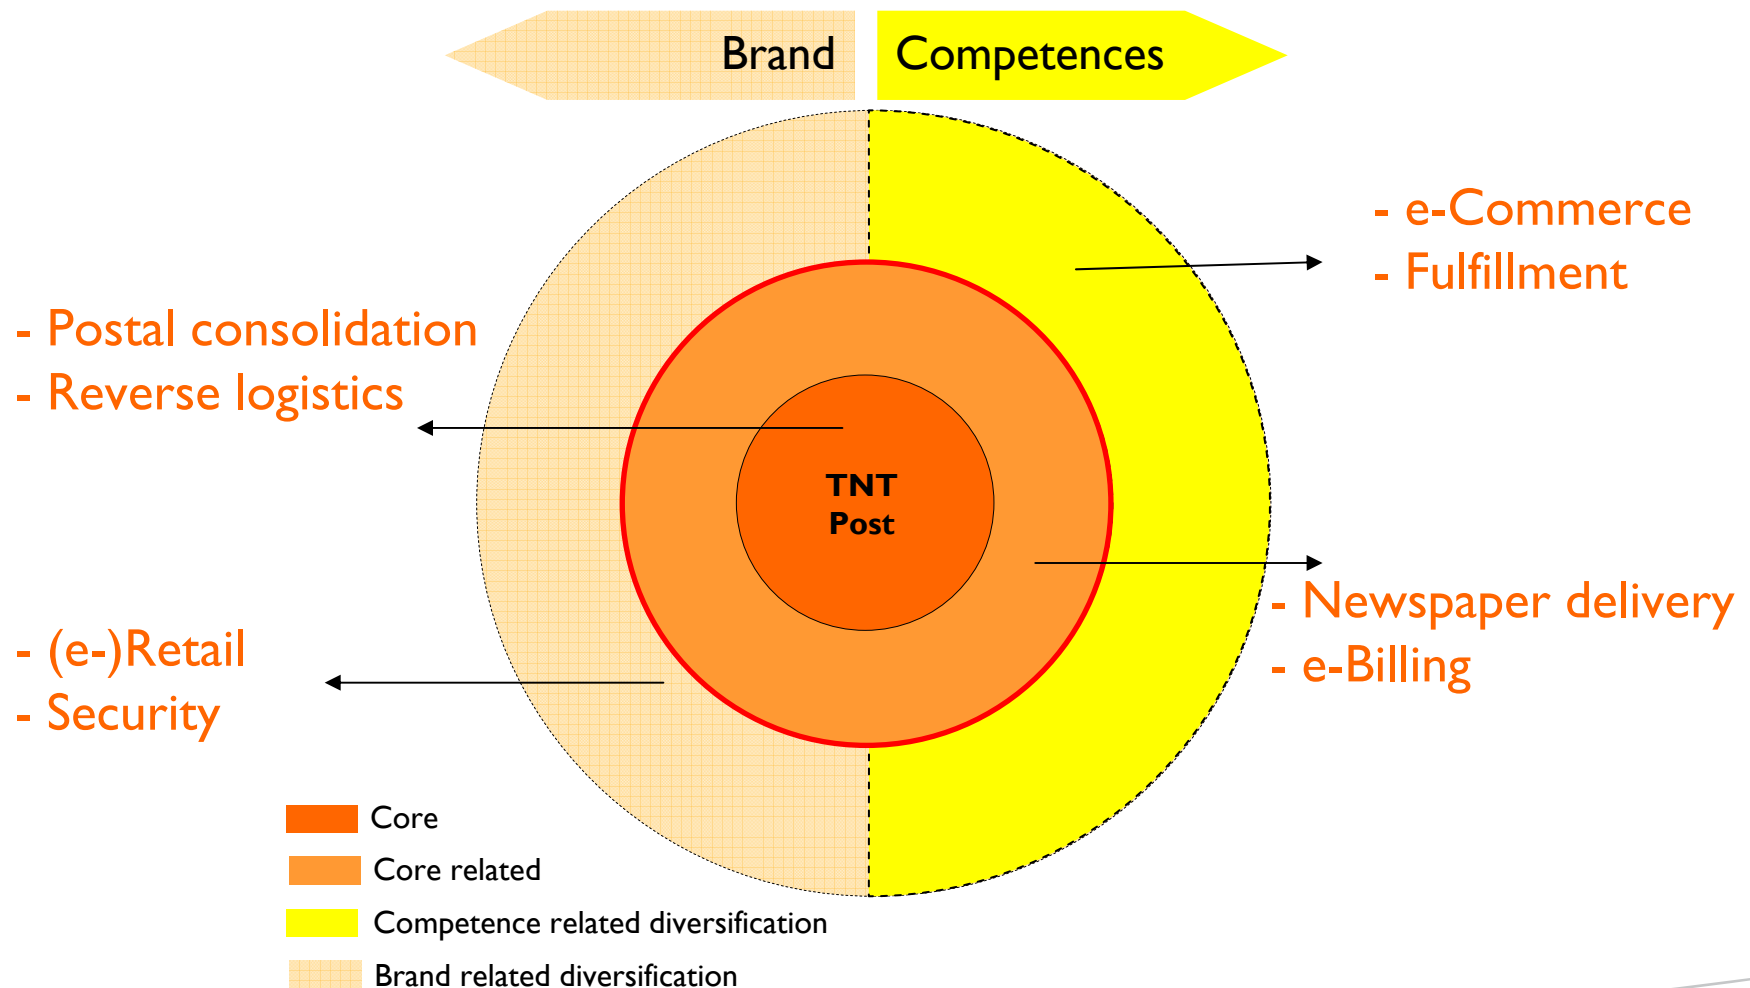 Brand
Competences
- e-Commerce
- Fulfillment
- Postal consolidation
- Reverse logistics
TNT
Post
- Newspaper delivery
- e-Billing
- (e-)Retail
- Security
Core
Core related
Competence related diversification
Brand related diversification